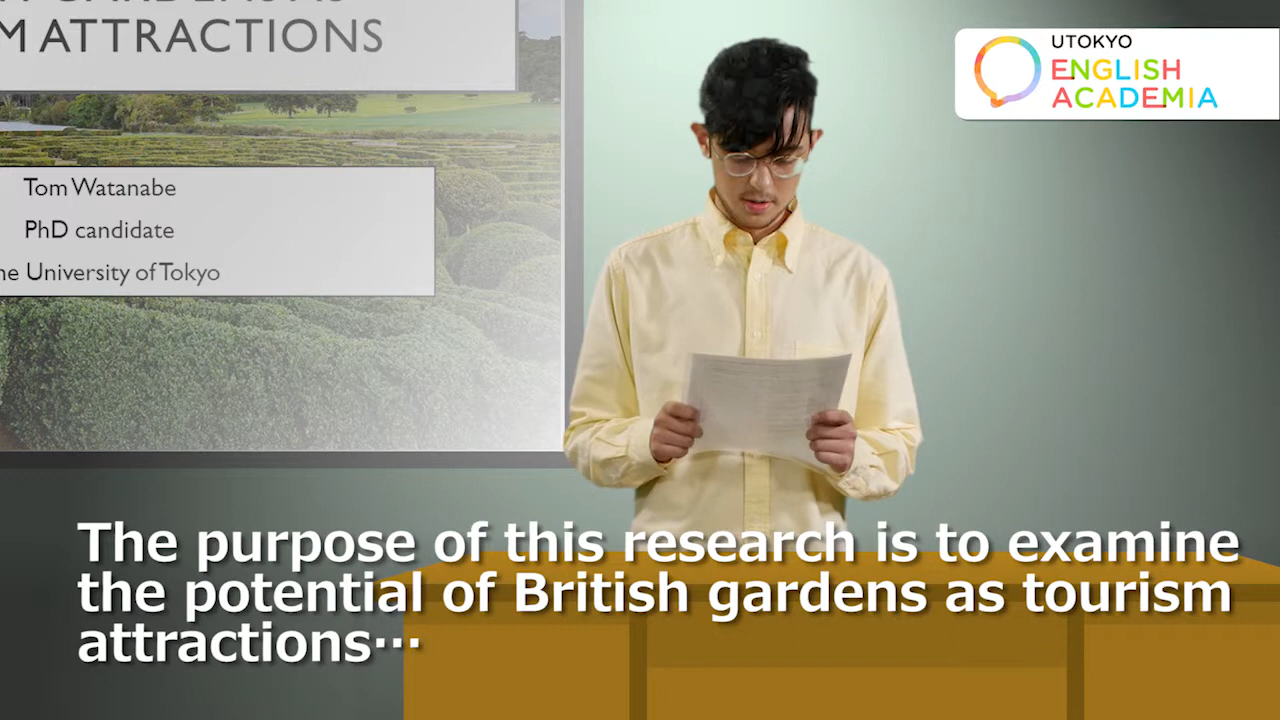 M ATTRACTIONS
Tom Watanabe
PhD candidate
University of Tokyo
UTOKYO
ENGLISH
ACADEMIA
The purpose of this research is to examine
the potential of British gardens as tourism
attractions…